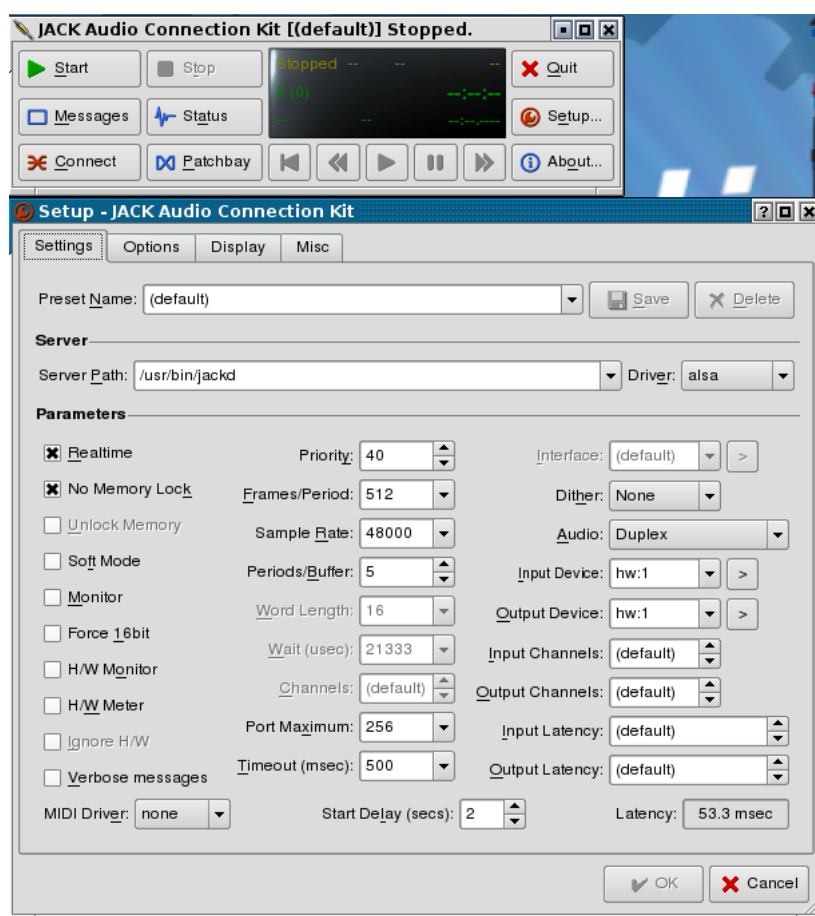 JACK Audio Connection Kit [(default)] Stopped.
Start Stop Stopped -- -- -- Quit
(0) --:--:--
Messages Status -- -- --:--.---- Setup...
Connect Patchbay About...
Setup - JACK Audio Connection Kit
Settings Options Display Misc
Preset Name: (default) Save Delete
Server
Server Path: /usr/bin/jackd Driver: alsa
Parameters
Realtime Priority: 40 Interface: (default) >
No Memory Lock Frames/Period: 512 Dither: None
Unlock Memory Sample Rate: 48000 Audio: Duplex
Soft Mode Periods/Buffer: 5 Input Device: hw:1 >
Monitor Word Length: 16 Output Device: hw:1 >
Force 16bit Wait (usec): 21333 Input Channels: (default)
H/W Monitor Channels: (default) Output Channels: (default)
H/W Meter Port Maximum: 256 Input Latency: (default)
Ignore H/W Timeout (msec): 500 Output Latency: (default)
Verbose messages
MIDI Driver: none Start Delay (secs): 2 Latency: 53.3 msec
OK Cancel